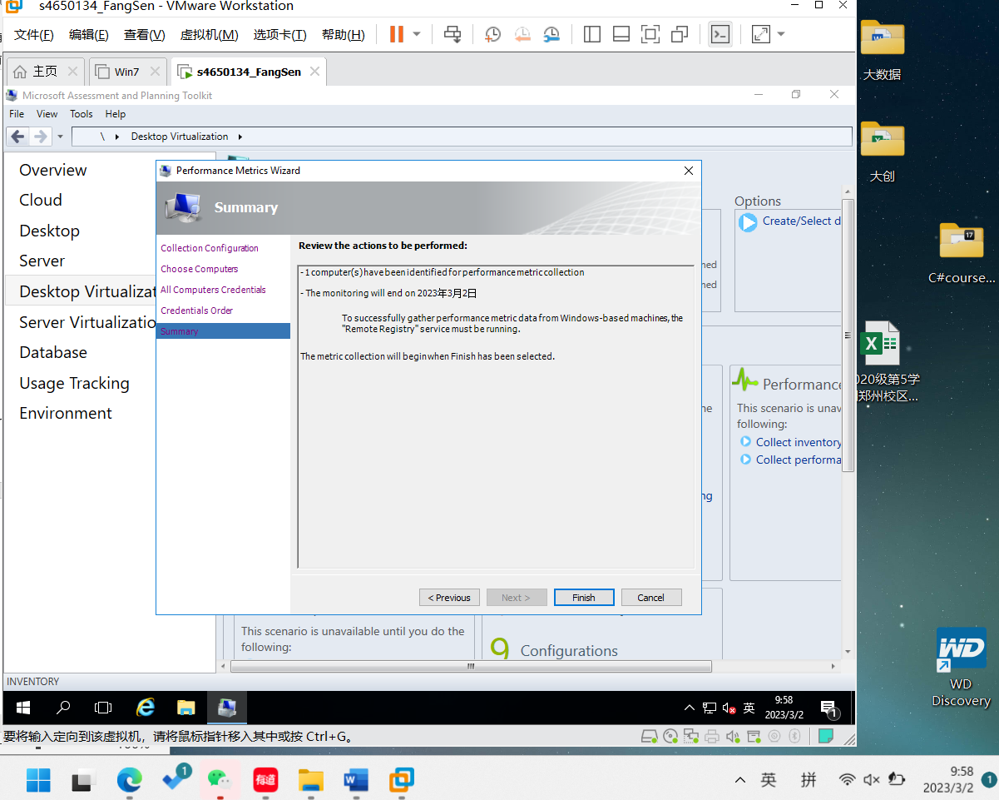 s4650134_FangSen - VMware Workstation
文件(F) 编辑(E) 查看(V) 虚拟机(M) 选项卡(T) 帮助(H)
主页 Win7 s4650134_FangSen
Microsoft Assessment and Planning Toolkit
File View Tools Help
\ Desktop Virtualization
Overview
Cloud
Desktop
Server
Desktop Virtualizat
Server Virtualizatio
Database
Usage Tracking
Environment
Performance Metrics Wizard
Summary
Collection Configuration
Choose Computers
All Computers Credentials
Credentials Order
Summary
Review the actions to be performed:
- 1 computer(s) have been identified for performance metric collection
- The monitoring will end on 2023年3月2日
To successfully gather performance metric data from Windows-based machines, the
"Remote Registry" service must be running.
The metric collection will begin when Finish has been selected.
< Previous Next > Finish Cancel
Options
Create/Select d
ned
ned
ne
ng
Performance
This scenario is unav
following:
Collect inventory
Collect performa
This scenario is unavailable until you do the
following:
9 Configurations
INVENTORY
英
9:58
2023/3/2
1
要将输入定向到该虚拟机，请将鼠标指针移入其中或按 Ctrl+G。
大数据
大创
17
C#course...
020级第5学
郑州校区...
WD
WD
Discovery
1
有道
英 拼
9:58
2023/3/2
1